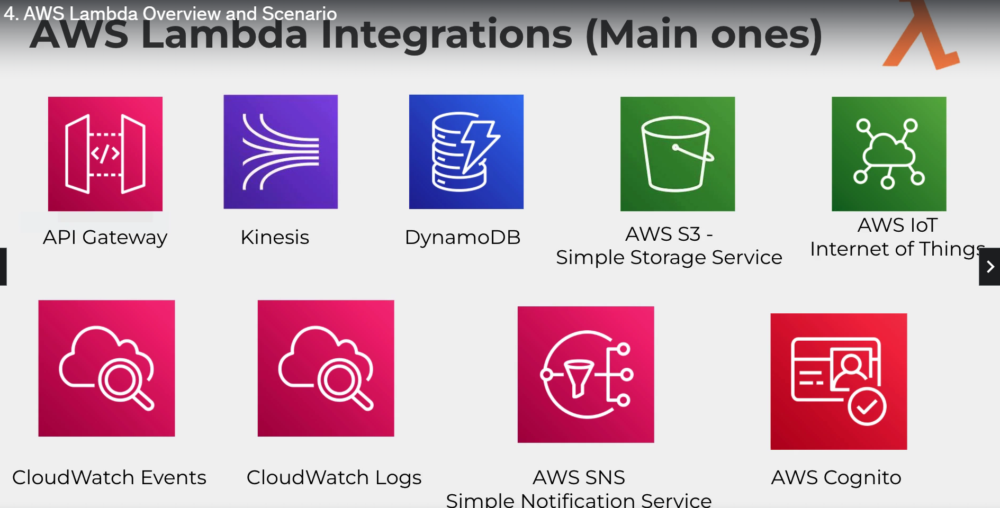 4. AWS Lambda Overview and Scenario
AWS Lambda Integrations (Main ones)
</>
API Gateway
Kinesis
DynamoDB
AWS S3 -
Simple Storage Service
AWS IoT
Internet of Things
CloudWatch Events
CloudWatch Logs
AWS SNS
Simple Notification Service
AWS Cognito